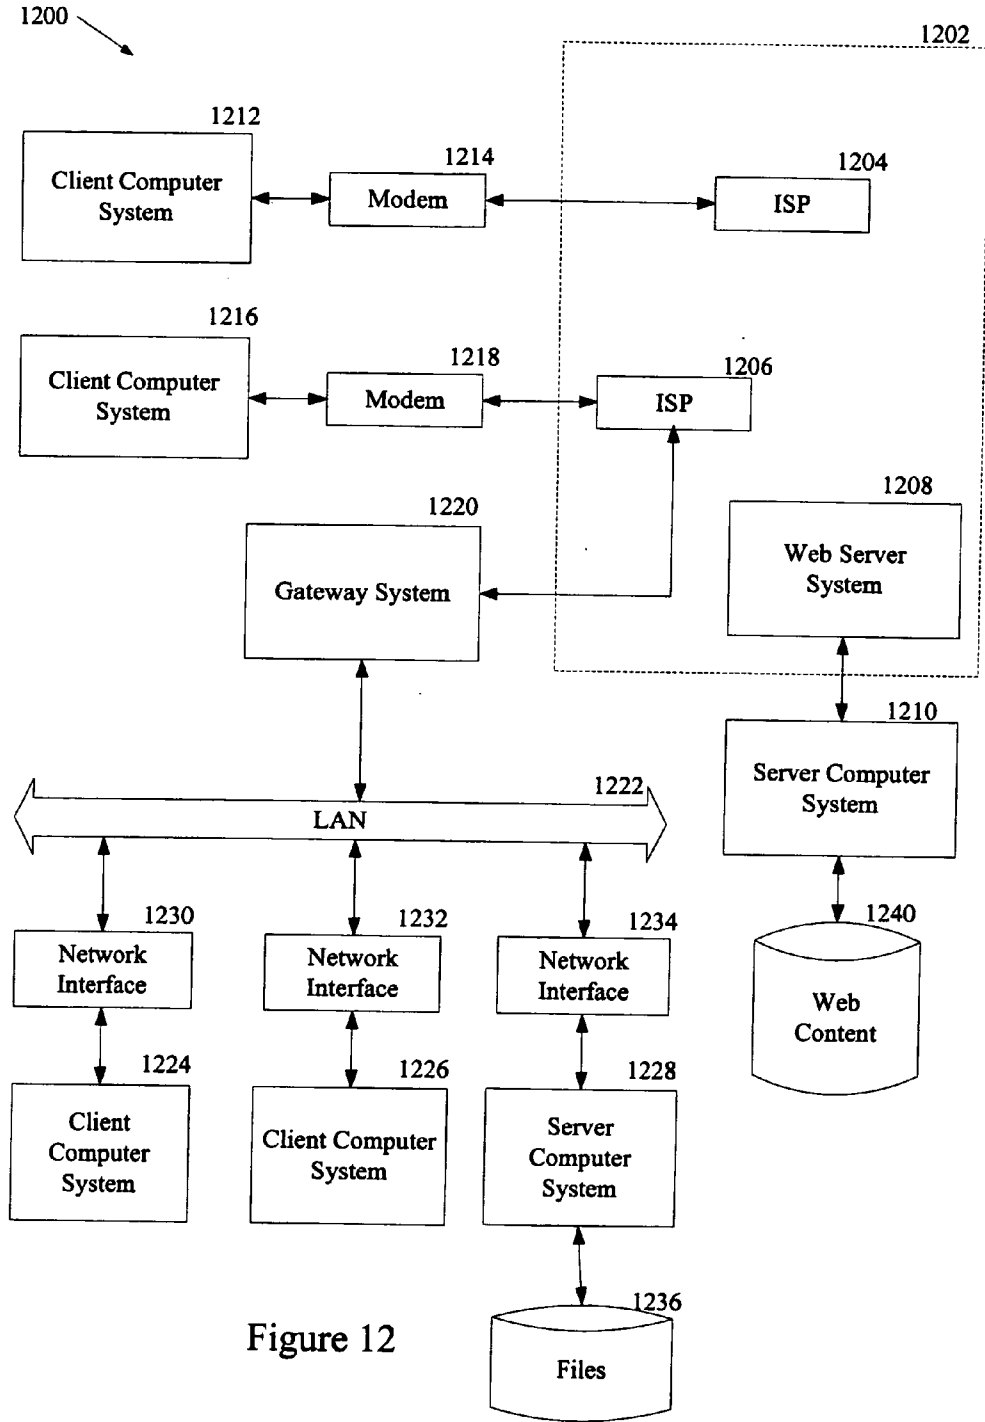 1200
1202
1212
Client Computer
System
1214
Modem
1204
ISP
1216
Client Computer
System
1218
Modem
1206
ISP
1220
Gateway System
1208
Web Server
System
1210
Server Computer
System
1222
LAN
1230
Network
Interface
1232
Network
Interface
1234
Network
Interface
1240
Web
Content
1224
Client
Computer
System
1226
Client Computer
System
1228
Server
Computer
System
1236
Files
Figure 12